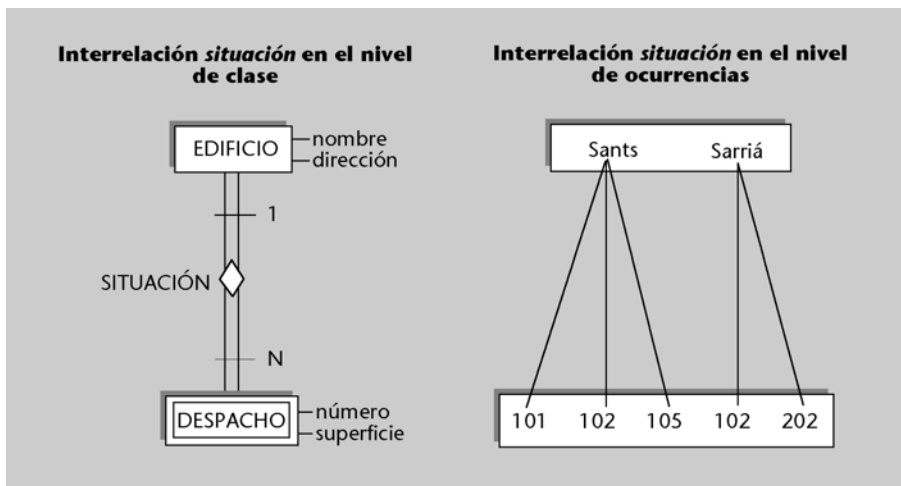 Interrelación situación en el nivel
de clase
EDIFICIO
nombre
dirección
1
SITUACIÓN
N
DESPACHO
número
superficie
Interrelación situación en el nivel
de ocurrencias
Sants Sarriá
101 102 105 102 202